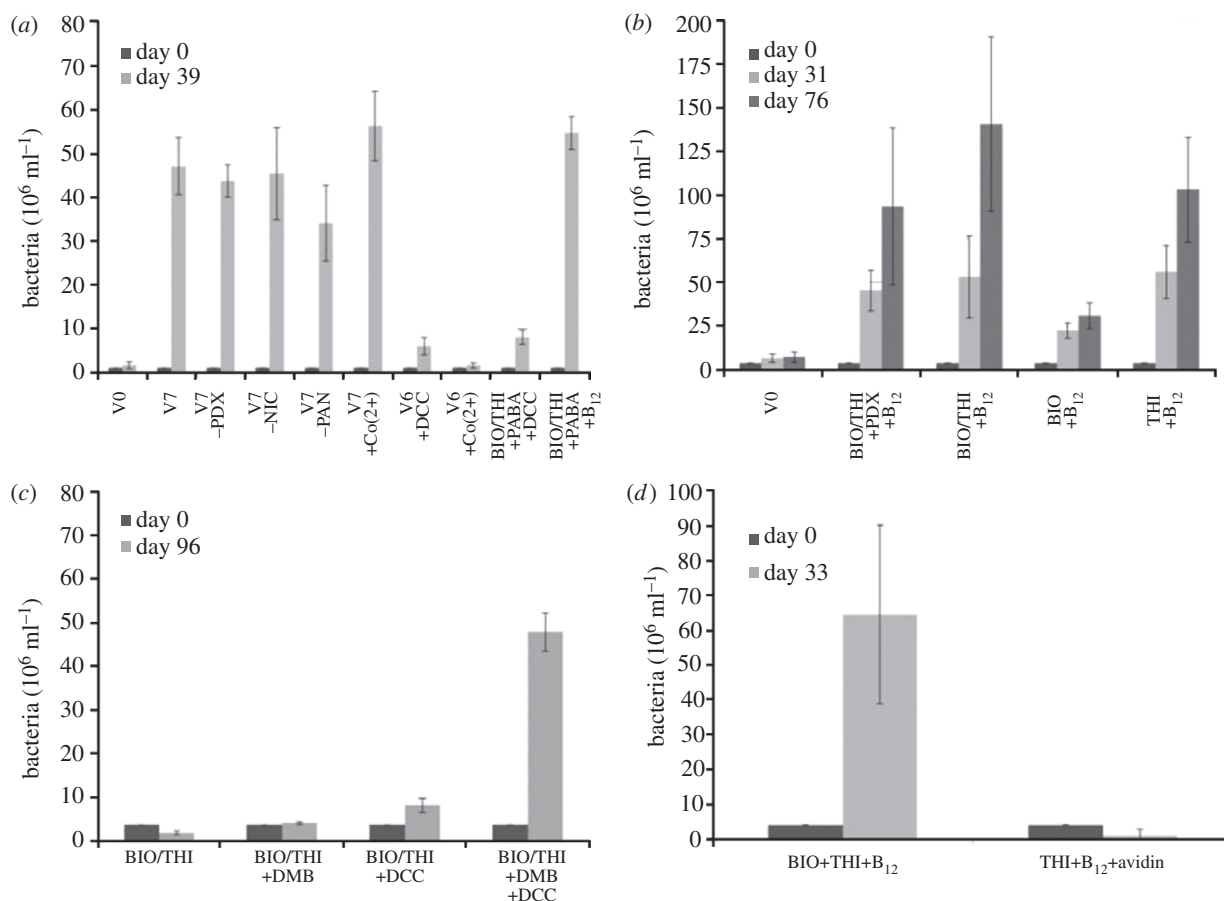 (a)
80
70
60
50
40
30
20
10
0
bacteria (10⁶ ml⁻¹)
day 0
day 39
V0
V7
V7
–PDX
V7
–NIC
V7
–PAN
V7
+Co(2+)
V6
+DCC
V6
+Co(2+)
BIO/THI
+PABA
+DCC
BIO/THI
+PABA
+B₁₂
(b)
200
175
150
125
100
75
50
25
0
bacteria (10⁶ ml⁻¹)
day 0
day 31
day 76
V0
BIO/THI
+PDX
+B₁₂
BIO/THI
+B₁₂
BIO
+B₁₂
THI
+B₁₂
(c)
80
70
60
50
40
30
20
10
0
bacteria (10⁶ ml⁻¹)
day 0
day 96
BIO/THI
BIO/THI
+DMB
BIO/THI
+DCC
BIO/THI
+DMB
+DCC
(d)
100
90
80
70
60
50
40
30
20
10
0
bacteria (10⁶ ml⁻¹)
day 0
day 33
BIO+THI+B₁₂
THI+B₁₂+avidin